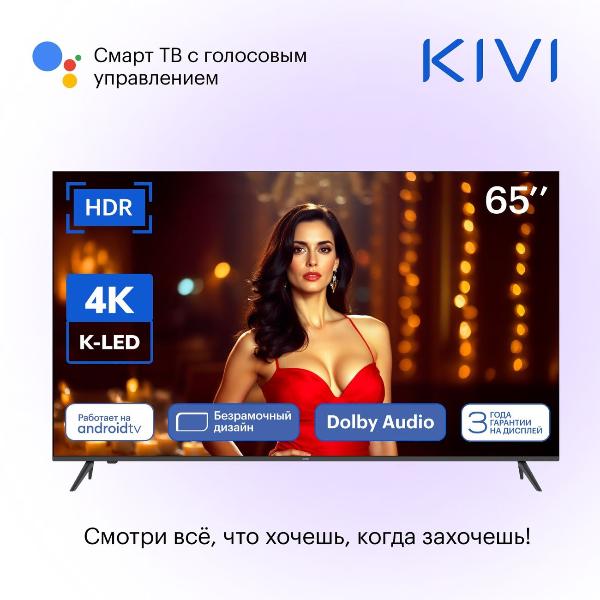 Смарт ТВ с голосовым
управлением
KIVI
HDR
65’’
4K
K-LED
Работает на
androidtv
Безрамочный
дизайн
Dolby Audio
3 ГОДА
ГАРАНТИИ
НА ДИСПЛЕЙ
Смотри всё, что хочешь, когда захочешь!